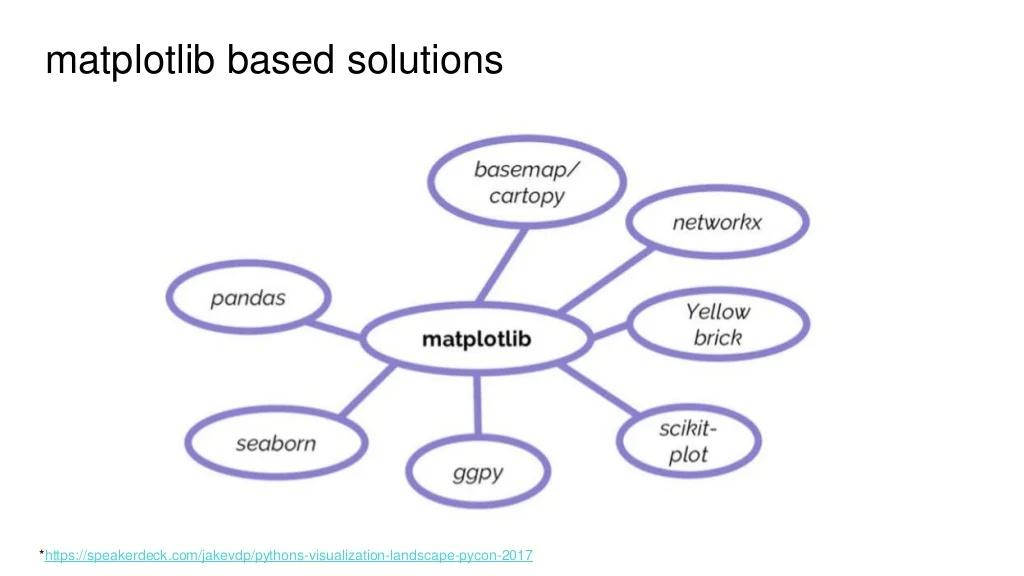 matplotlib based solutions
basemap/
cartopy
networkx
pandas
Yellow
brick
matplotlib
scikit-
plot
seaborn
ggpy
*https://speakerdeck.com/jakevdp/pythons-visualization-landscape-pycon-2017